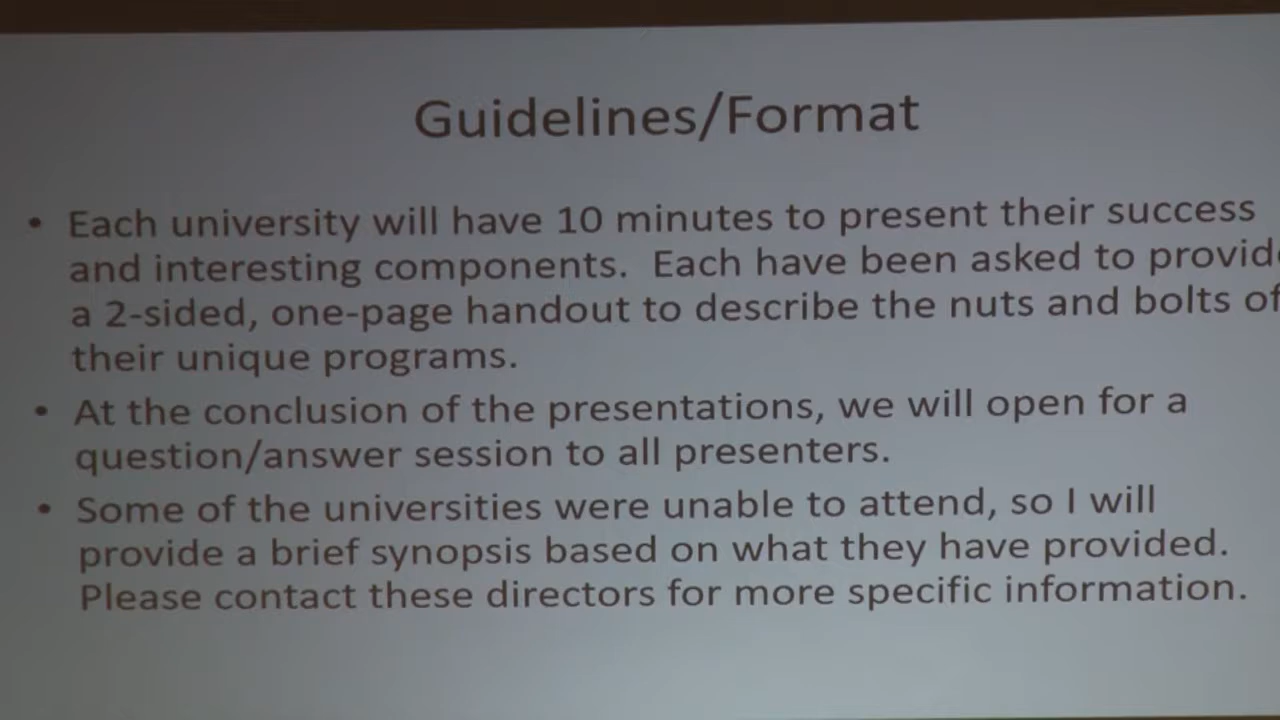 Guidelines/Format
• Each university will have 10 minutes to present their success
and interesting components. Each have been asked to provide
a 2-sided, one-page handout to describe the nuts and bolts of
their unique programs.
• At the conclusion of the presentations, we will open for a
question/answer session to all presenters.
• Some of the universities were unable to attend, so I will
provide a brief synopsis based on what they have provided.
Please contact these directors for more specific information.